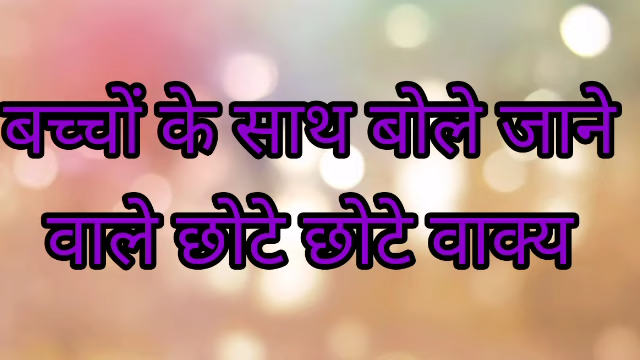 बच्चों के साथ बोले जाने
वाले छोटे छोटे वाक्य